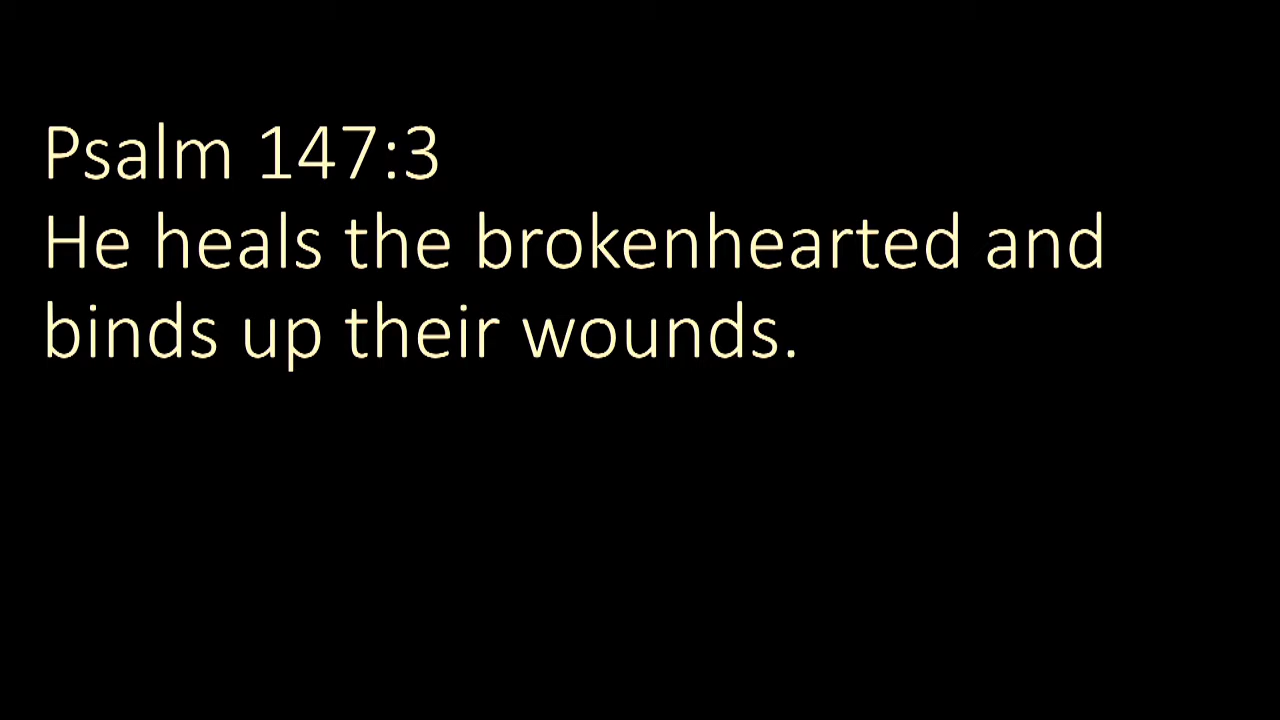 Psalm 147:3
He heals the brokenhearted and
binds up their wounds.